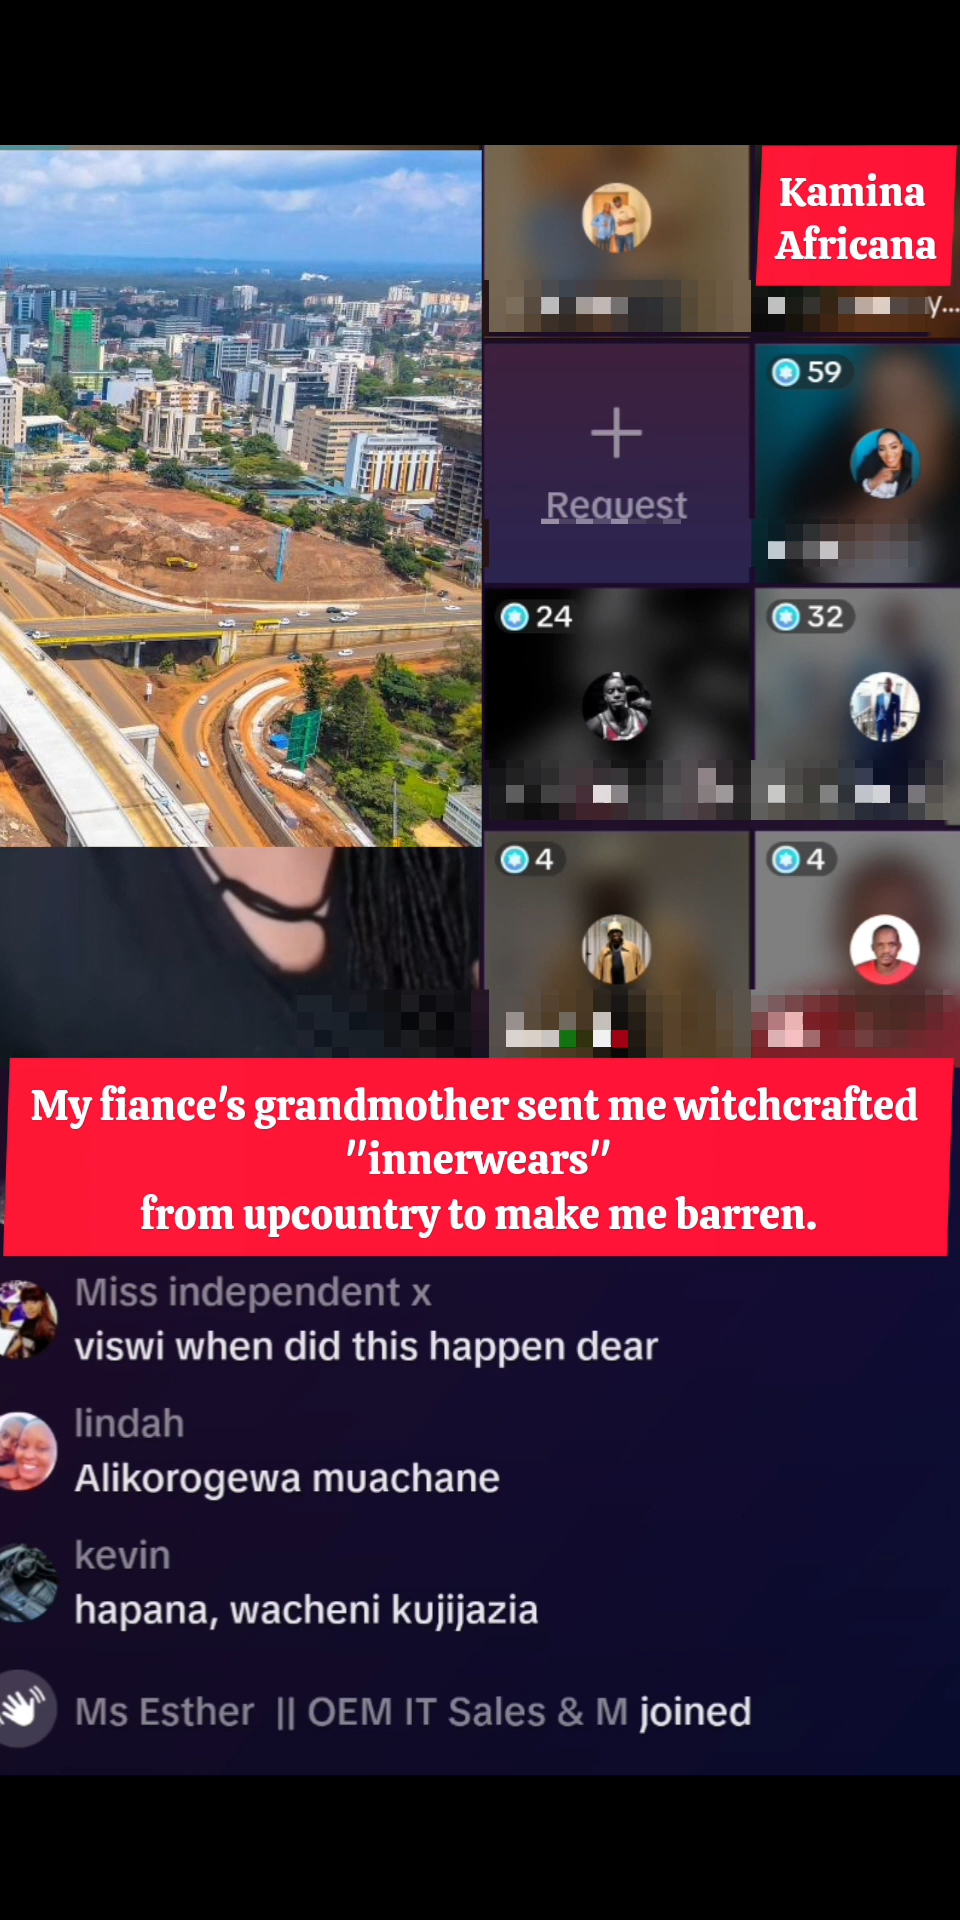 Kamina
Africana
y...
59
Request
24
32
4
4
My fiance's grandmother sent me witchcrafted
"innerwears"
from upcountry to make me barren.
Miss independent x
viswi when did this happen dear
lindah
Alikorogewa muachane
kevin
hapana, wacheni kujijazia
Ms Esther || OEM IT Sales & M joined